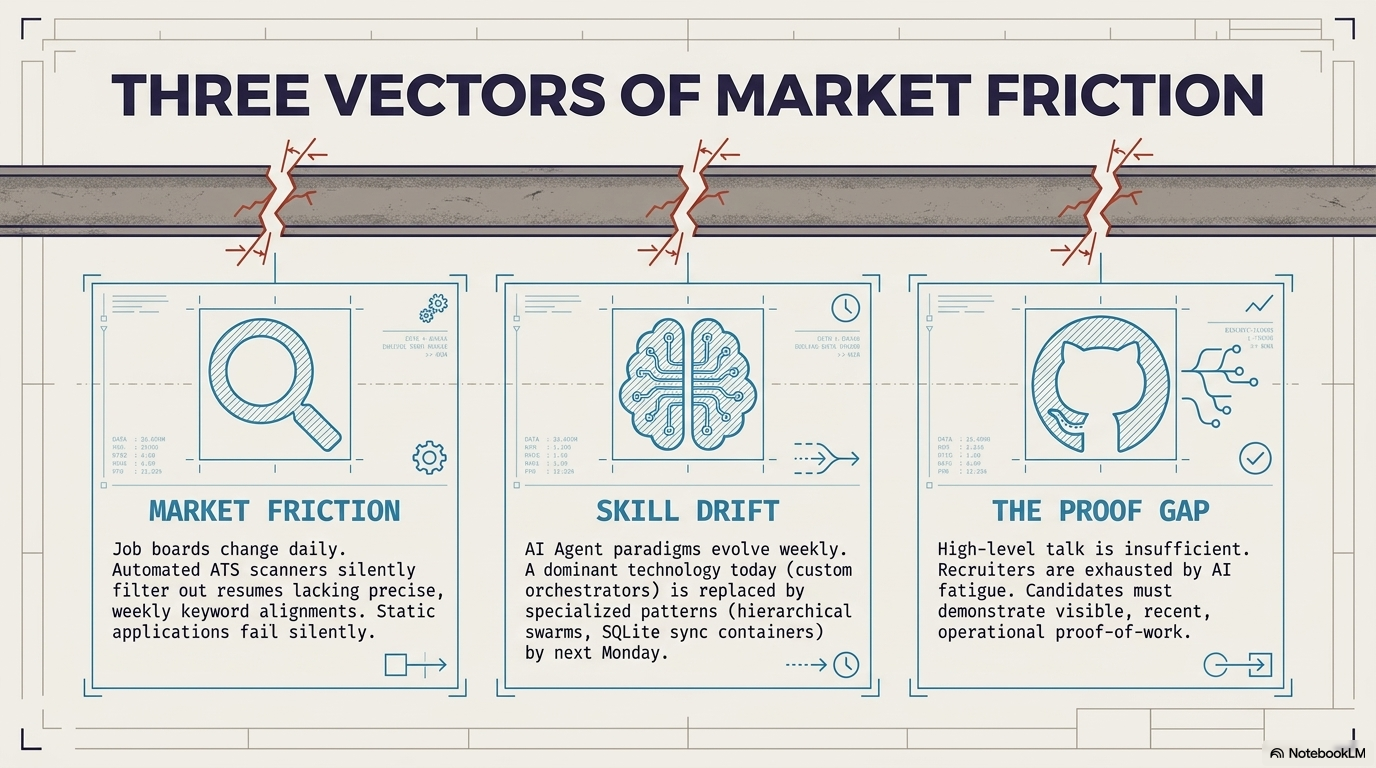 THREE VECTORS OF MARKET FRICTION
MARKET FRICTION
Job boards change daily.
Automated ATS scanners silently
filter out resumes lacking precise,
weekly keyword alignments. Static
applications fail silently.
SKILL DRIFT
AI Agent paradigms evolve weekly.
A dominant technology today (custom
orchestrators) is replaced by
specialized patterns (hierarchical
swarms, SQLite sync containers)
by next Monday.
THE PROOF GAP
High-level talk is insufficient.
Recruiters are exhausted by AI
fatigue. Candidates must
demonstrate visible, recent,
operational proof-of-work.
NotebookLM